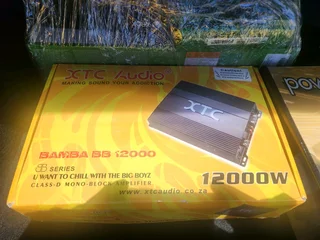 XTC Audio
MAKING SOUND YOUR ADDICTION
XTC
BAMBA BB 12000
SERIES
U WANT TO CHILL WITH THE BIG BOYZ
CLASS-D MONO-BLOCK AMPLIFIER
12000W
www.xtcaudio.co.za
pow